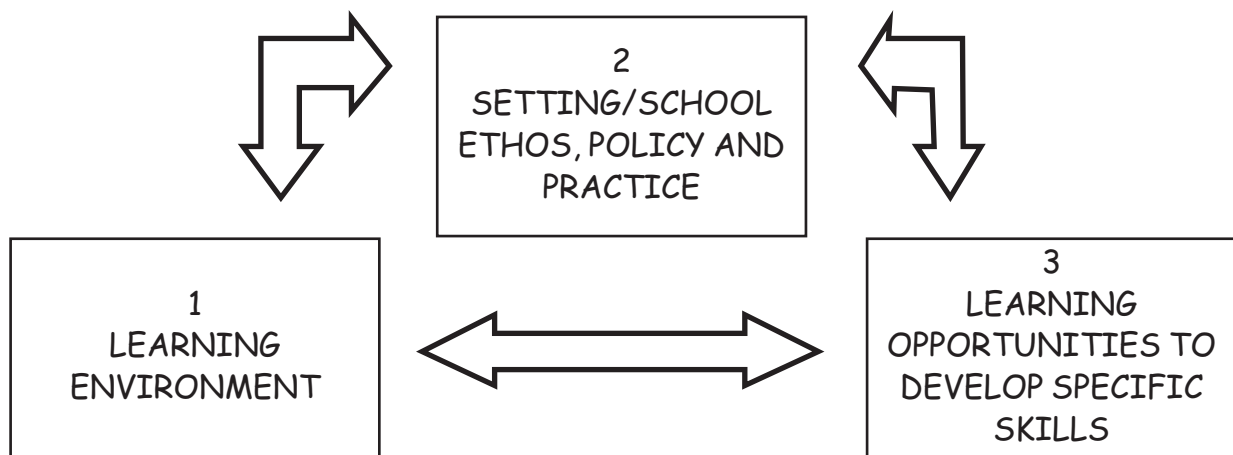 2
SETTING/SCHOOL
ETHOS, POLICY AND
PRACTICE
1
LEARNING
ENVIRONMENT
3
LEARNING
OPPORTUNITIES TO
DEVELOP SPECIFIC
SKILLS